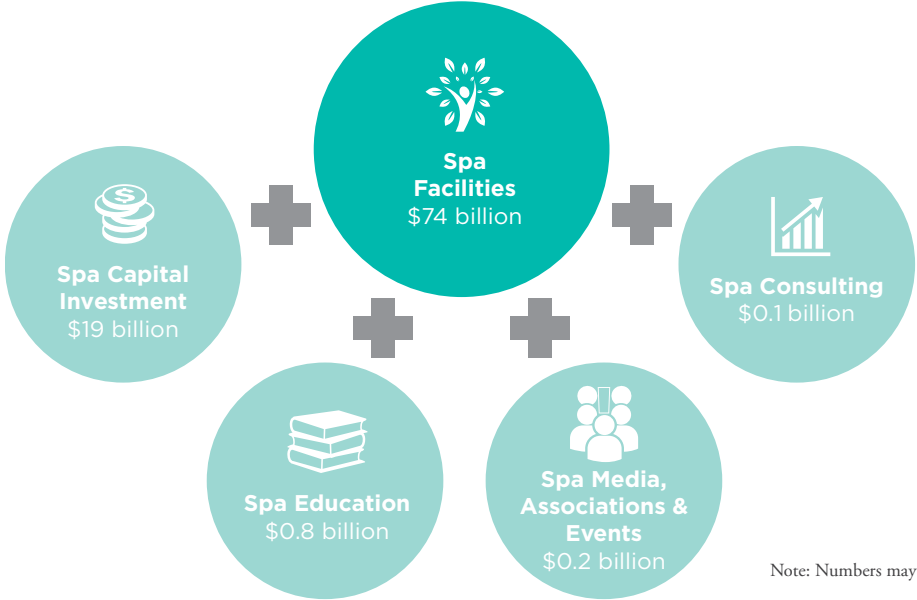 Spa
Facilities
$74 billion
Spa Capital
Investment
$19 billion
Spa Consulting
$0.1 billion
Spa Education
$0.8 billion
Spa Media,
Associations &
Events
$0.2 billion
Note: Numbers may